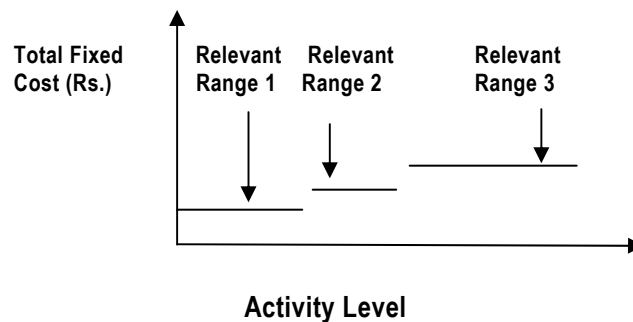 Total Fixed
Cost (Rs.)
Relevant
Range 1
Relevant
Range 2
Relevant
Range 3
Activity Level